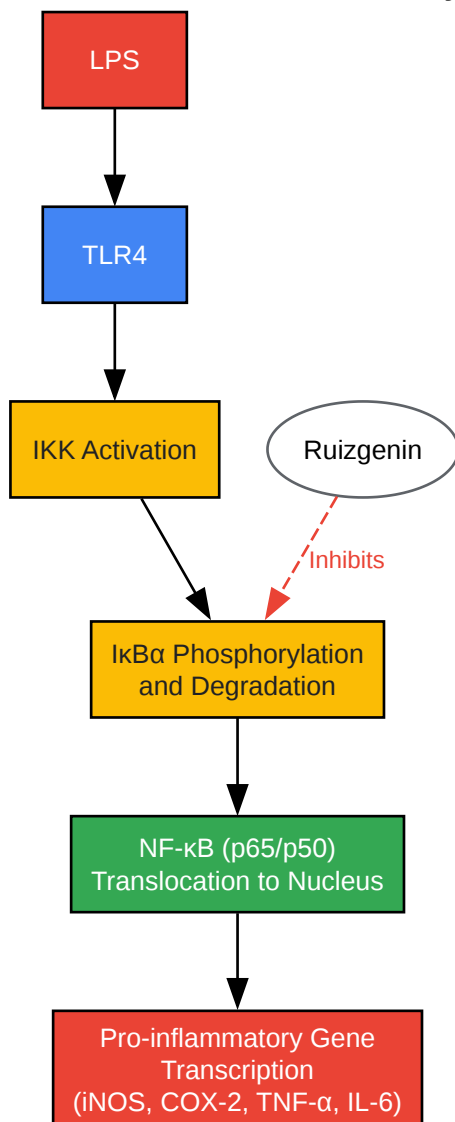 LPS
TLR4
IKK Activation
Ruizgenin
Inhibits
IκBα Phosphorylation
and Degradation
NF-κB (p65/p50)
Translocation to Nucleus
Pro-inflammatory Gene
Transcription
(iNOS, COX-2, TNF-α, IL-6)